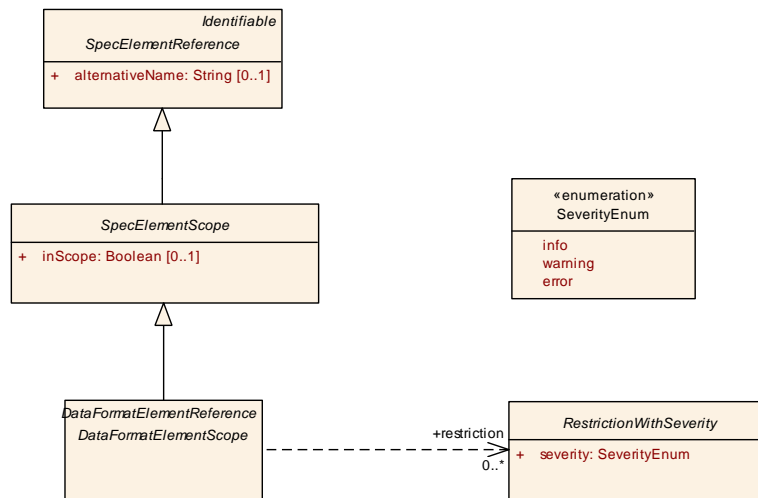 Identifiable
SpecElementReference
+ alternativeName: String [0..1]
SpecElementScope
+ inScope: Boolean [0..1]
«enumeration»
SeverityEnum
info
warning
error
DataFormatElementReference
DataFormatElementScope
+restriction
0..*
RestrictionWithSeverity
+ severity: SeverityEnum